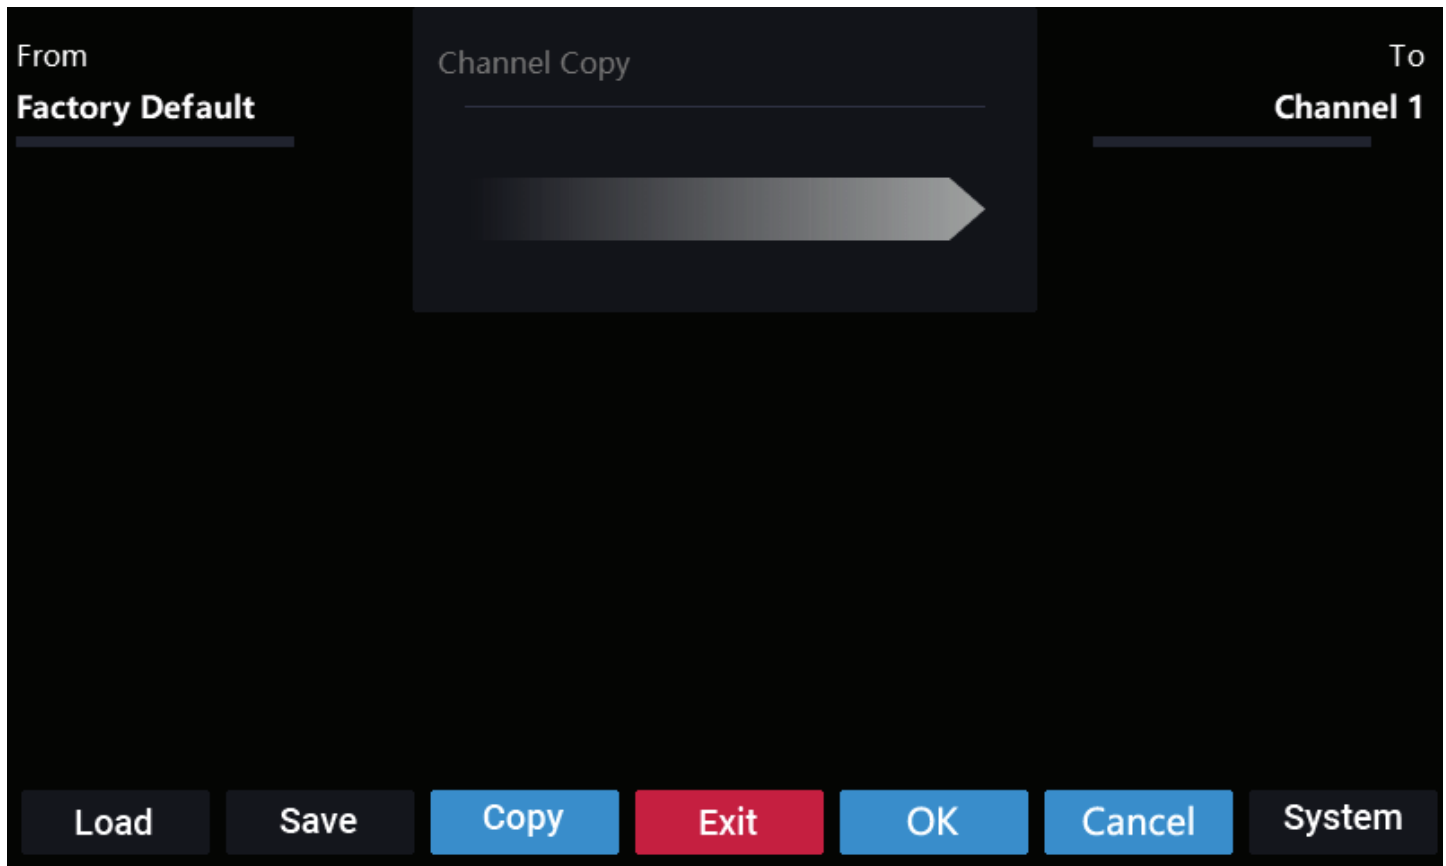 From
Factory Default
Channel Copy
To
Channel 1
Load
Save
Copy
Exit
OK
Cancel
System